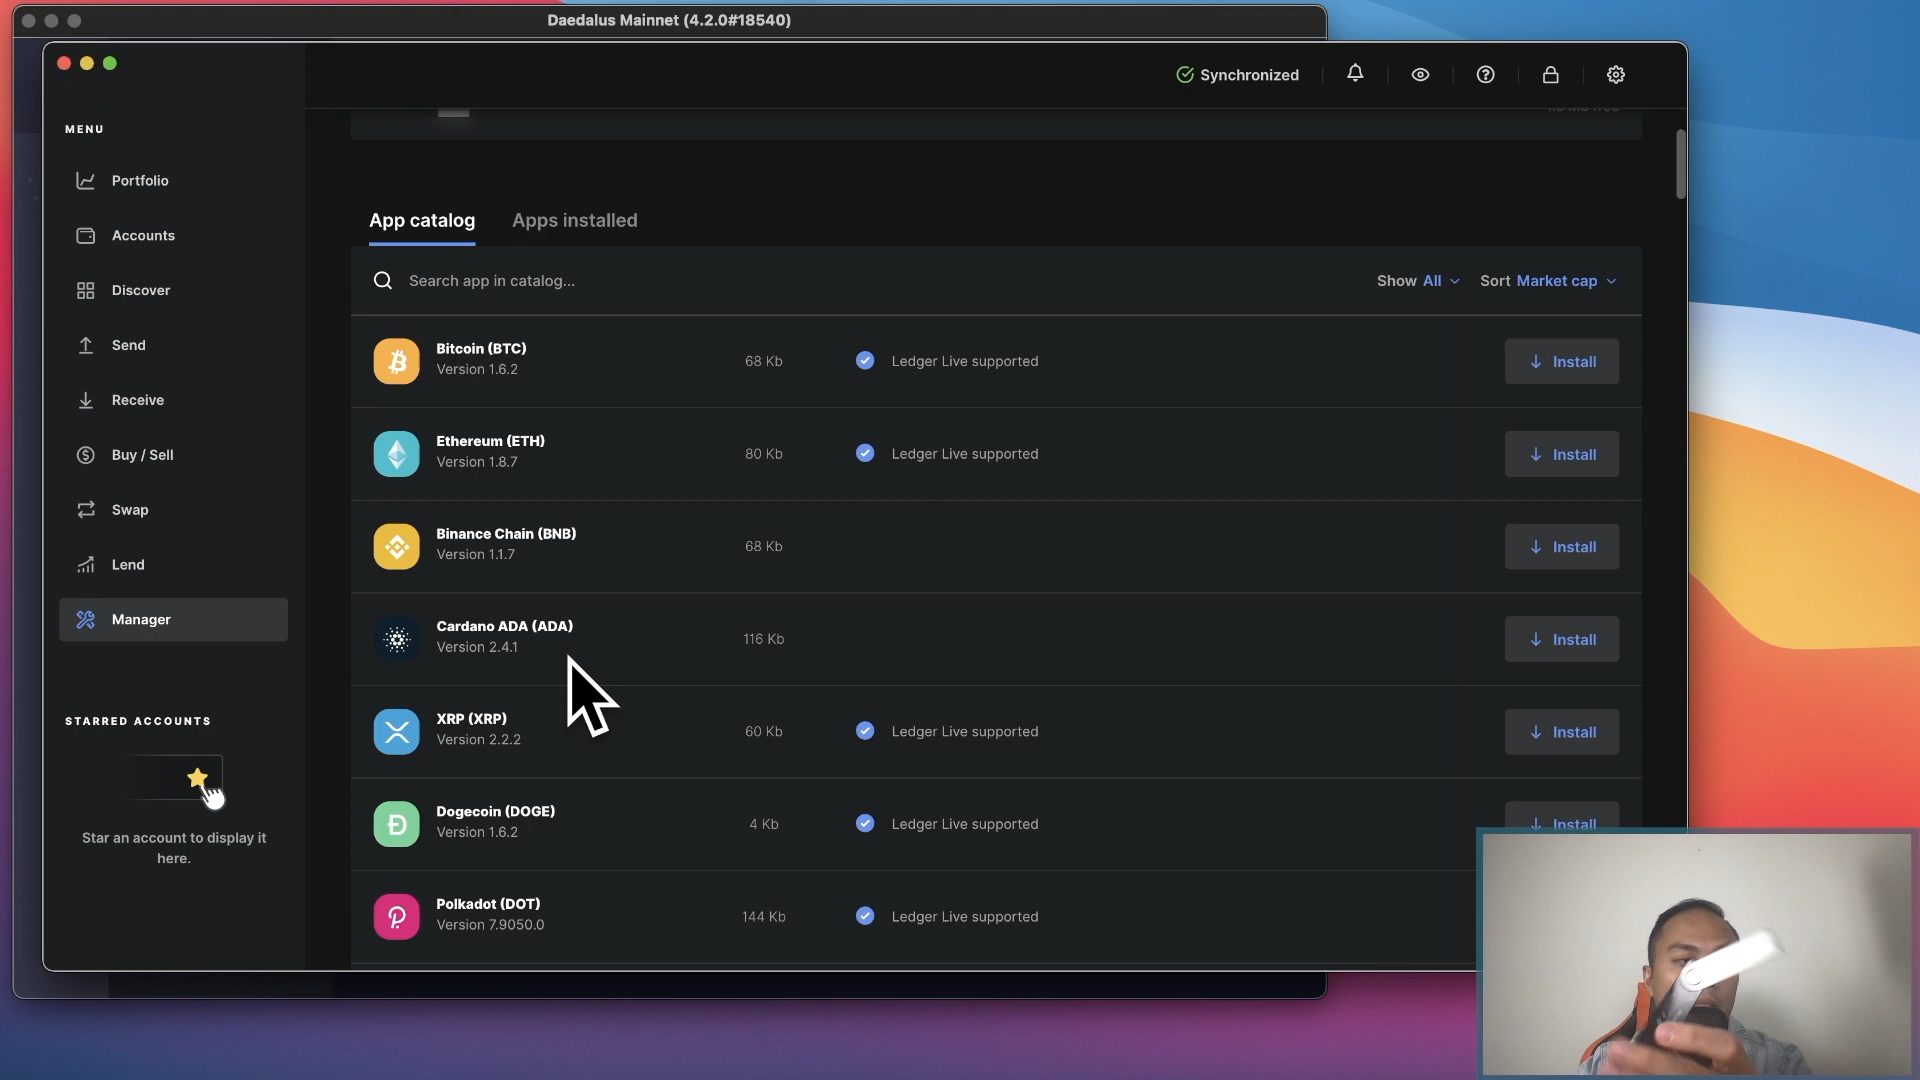 Daedalus Mainnet (4.2.0#18540)
Synchronized
MENU
Portfolio
Accounts
Discover
Send
Receive
Buy / Sell
Swap
Lend
Manager
STARRED ACCOUNTS
Star an account to display it
here.
App catalog
Apps installed
Search app in catalog...
Show All
Sort Market cap
Bitcoin (BTC)
Version 1.6.2
68 Kb
Ledger Live supported
Install
Ethereum (ETH)
Version 1.8.7
80 Kb
Ledger Live supported
Install
Binance Chain (BNB)
Version 1.1.7
68 Kb
Install
Cardano ADA (ADA)
Version 2.4.1
116 Kb
Install
XRP (XRP)
Version 2.2.2
60 Kb
Ledger Live supported
Install
Dogecoin (DOGE)
Version 1.6.2
4 Kb
Ledger Live supported
Install
Polkadot (DOT)
Version 7.9050.0
144 Kb
Ledger Live supported